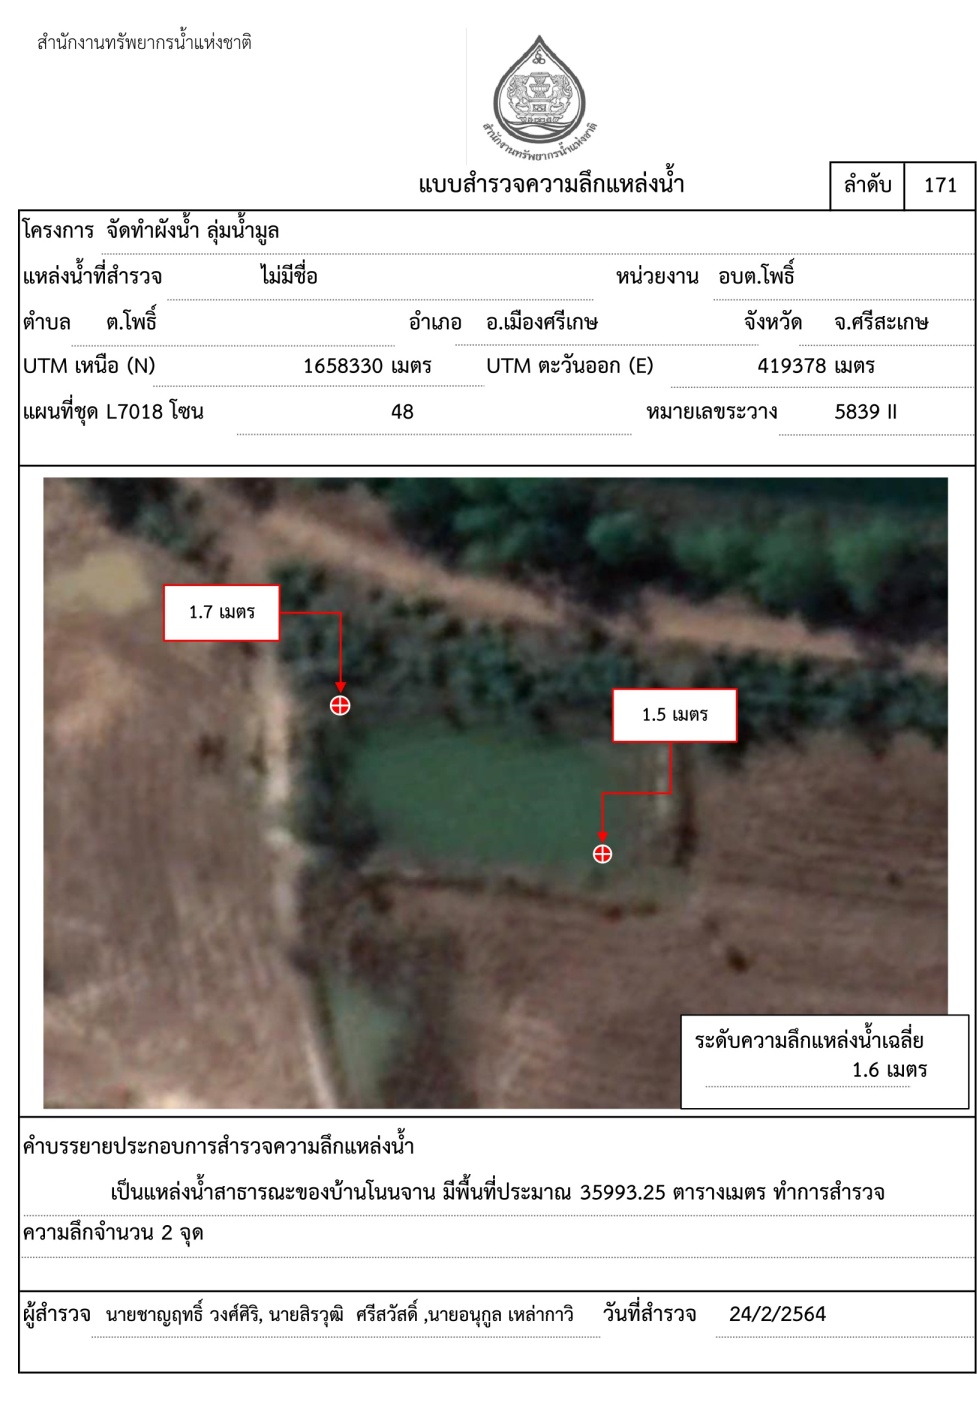 สำนักงานทรัพยากรน้ำแห่งชาติ
สำนักงานทรัพยากรน้ำแห่งชาติ
แบบสำรวจความลึกแหล่งน้ำ
ลำดับ 171
โครงการ จัดทำผังน้ำ ลุ่มน้ำมูล
แหล่งน้ำที่สำรวจ ไม่มีชื่อ หน่วยงาน อบต.โพธิ์
ตำบล ต.โพธิ์ อำเภอ อ.เมืองศรีเกษ จังหวัด จ.ศรีสะเกษ
UTM เหนือ (N) 1658330 เมตร UTM ตะวันออก (E) 419378 เมตร
แผนที่ชุด L7018 โซน 48 หมายเลขระวาง 5839 II
1.7 เมตร
1.5 เมตร
ระดับความลึกแหล่งน้ำเฉลี่ย
1.6 เมตร
คำบรรยายประกอบการสำรวจความลึกแหล่งน้ำ
เป็นแหล่งน้ำสาธารณะของบ้านโนนจาน มีพื้นที่ประมาณ 35993.25 ตารางเมตร ทำการสำรวจ
ความลึกจำนวน 2 จุด
ผู้สำรวจ นายชาญฤทธิ์ วงศ์ศิริ, นายสิรวุฒิ ศรีสวัสดิ์ ,นายอนุกูล เหล่ากาวิ วันที่สำรวจ 24/2/2564